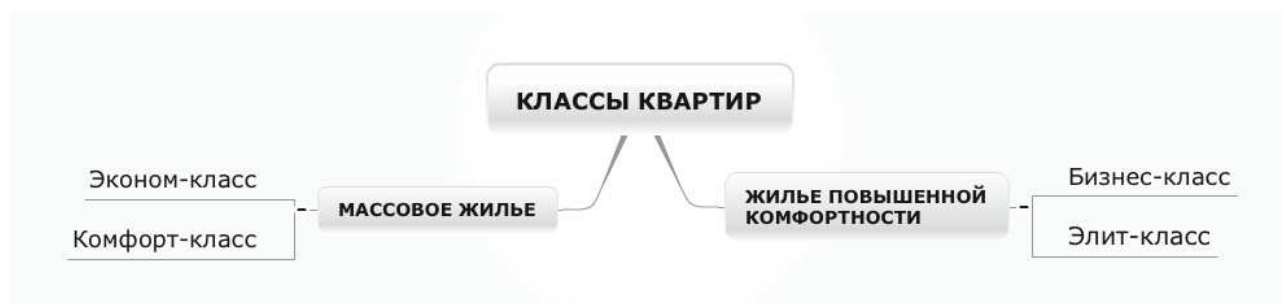 КЛАССЫ КВАРТИР
Эконом-класс
Комфорт-класс
МАССОВОЕ ЖИЛЬЕ
ЖИЛЬЕ ПОВЫШЕННОЙ
КОМФОРТНОСТИ
Бизнес-класс
Элит-класс